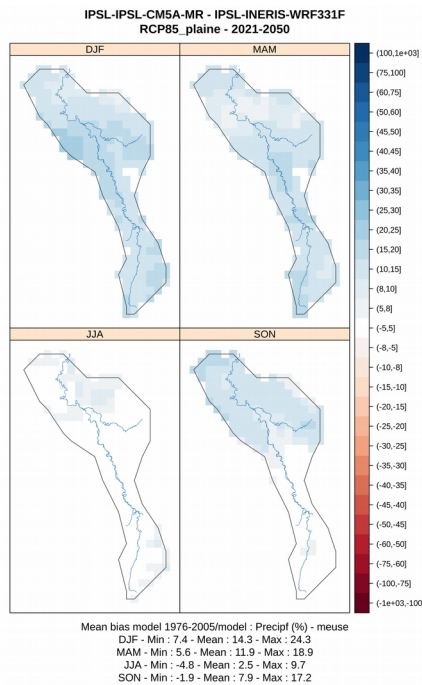 IPSL-IPSL-CM5A-MR - IPSL-INERIS-WRF331F
RCP85_plaine - 2021-2050
DJF
MAM
JJA
SON
(100,1e+03]
(75,100]
(60,75]
(50,60]
(45,50]
(40,45]
(35,40]
(30,35]
(25,30]
(20,25]
(15,20]
(10,15]
(8,10]
(5,8]
(-5,5]
(-8,-5]
(-10,-8]
(-15,-10]
(-20,-15]
(-25,-20]
(-30,-25]
(-35,-30]
(-40,-35]
(-45,-40]
(-50,-45]
(-60,-50]
(-75,-60]
(-100,-75]
(-1e+03,-100]
Mean bias model 1976-2005/model : Precipf (%) - meuse
DJF - Min : 7.4 - Mean : 14.3 - Max : 24.3
MAM - Min : 5.6 - Mean : 11.9 - Max : 18.9
JJA - Min : -4.8 - Mean : 2.5 - Max : 9.7
SON - Min : -1.9 - Mean : 7.9 - Max : 17.2